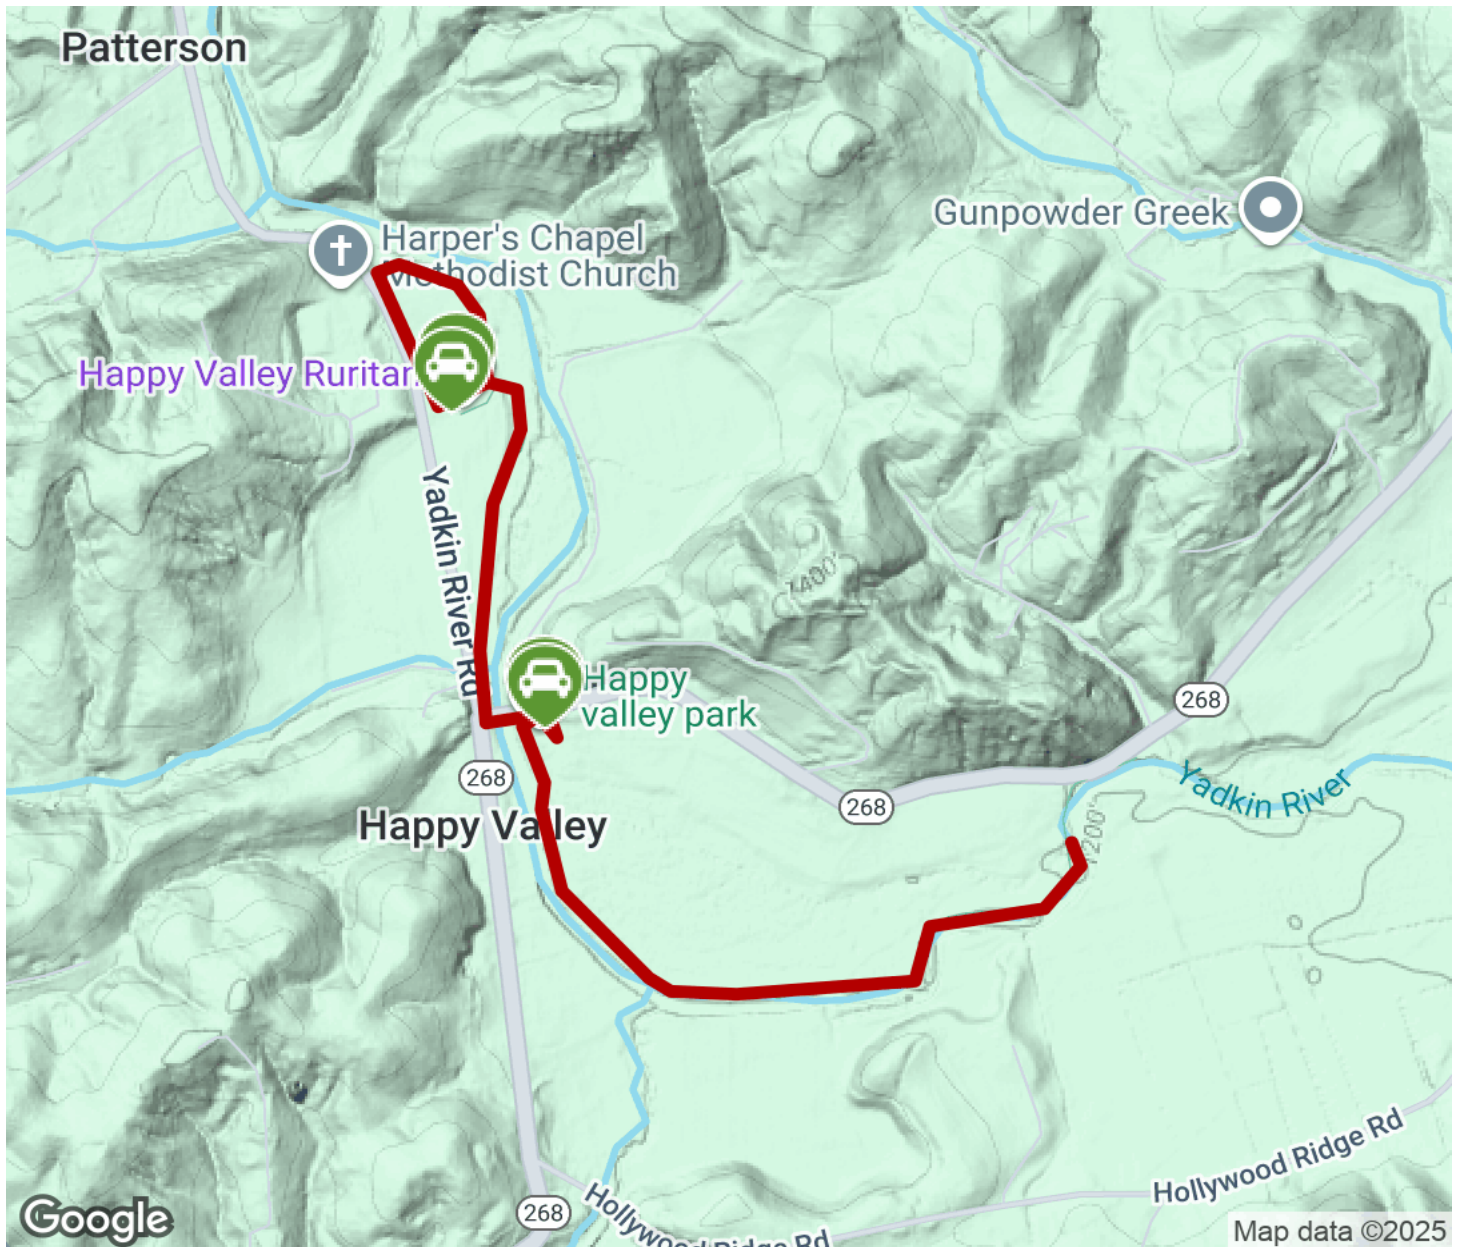 Patterson
Gunpowder Greek
Harper's Chapel
Methodist Church
Happy Valley Ruritan
Yadkin River Rd
1400'
Happy
valley park
268
268
268
Yadkin River
1200'
Happy Valley
Hollywood Ridge Rd
268
Hollywood Ridge Rd
Google
Map data ©2025